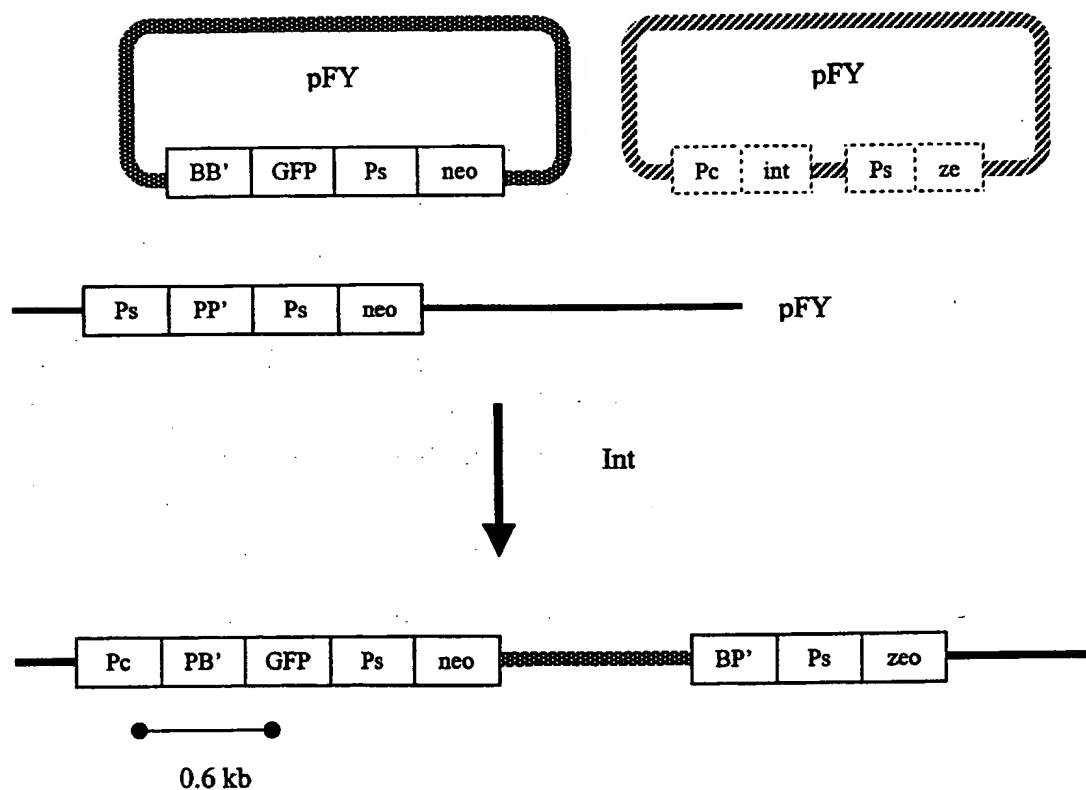 pFY pFY
BB' GFP Ps neo Pc int Ps ze
Ps PP' Ps neo pFY
Int
Pc PB' GFP Ps neo BP' Ps zeo
0.6 kb